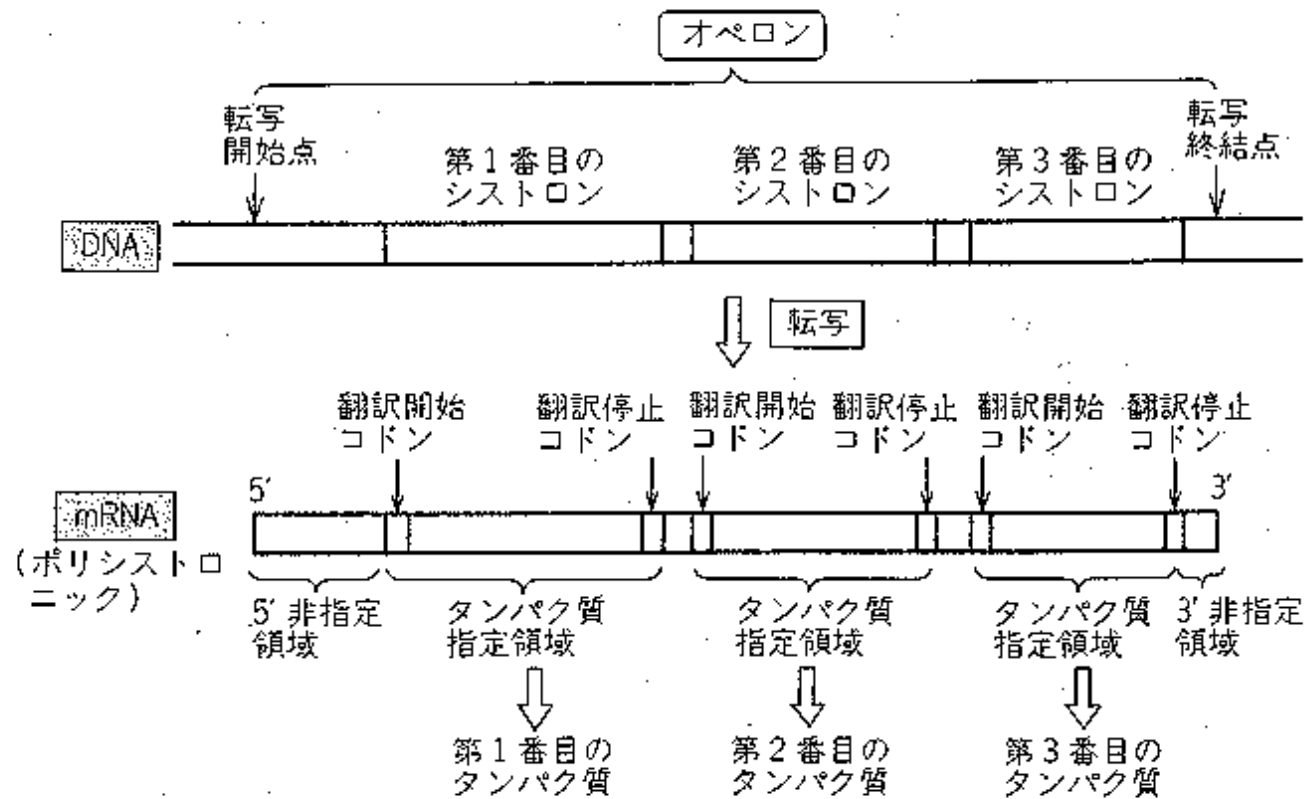 オペロン
転写
開始点
第1番目の
シストロン
第2番目の
シストロン
第3番目の
シストロン
転写
終結点
DNA
転写
翻訳開始
コドン
翻訳停止
コドン
翻訳開始
コドン
翻訳停止
コドン
翻訳開始
コドン
翻訳停止
コドン
5′
3′
mRNA
(ポリシストロ
ニック)
5′非指定
領域
タンパク質
指定領域
タンパク質
指定領域
タンパク質
指定領域
3′非指定
領域
第1番目の
タンパク質
第2番目の
タンパク質
第3番目の
タンパク質